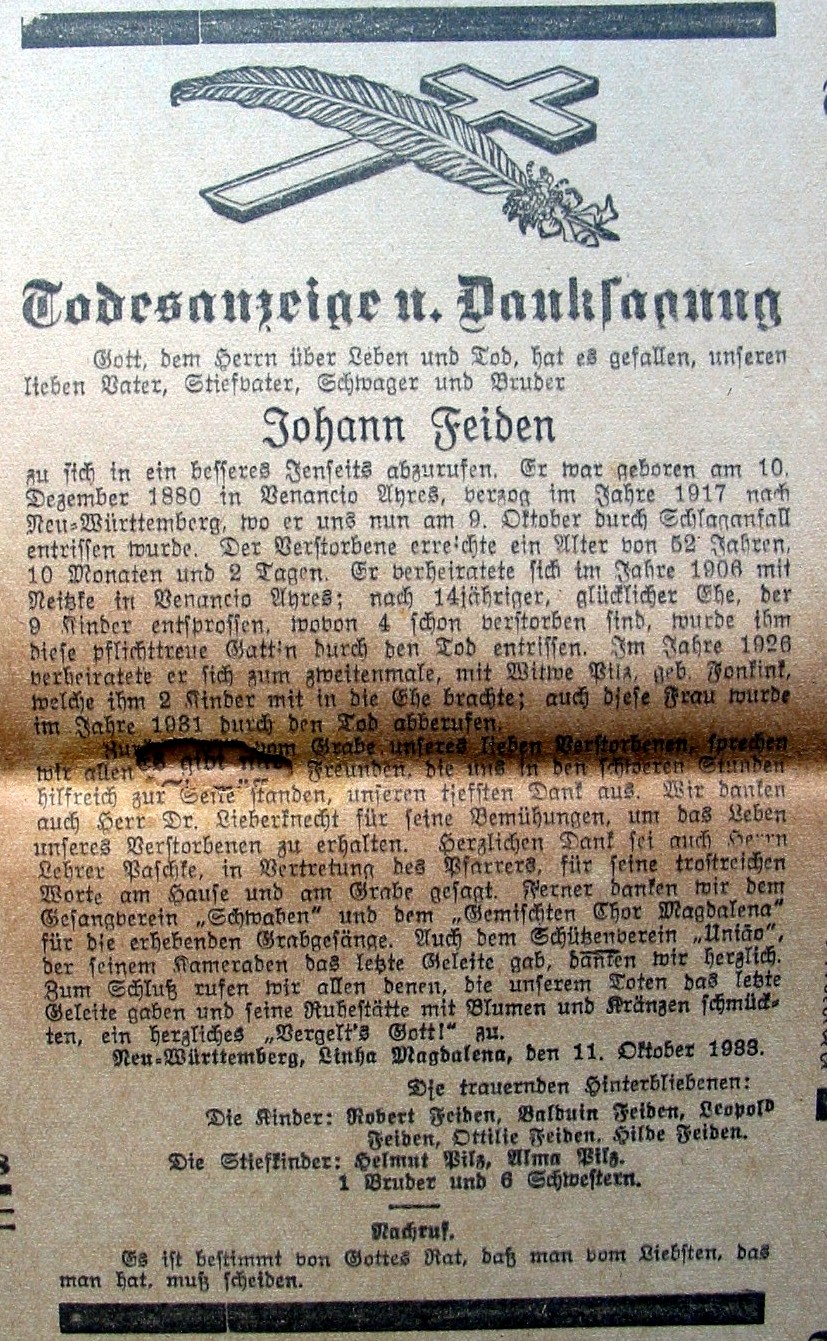 Todesanzeige u. Danksagung
Gott, dem Herrn über Leben und Tod, hat es gefallen, unseren
lieben Vater, Stiefvater, Schwager und Bruder
Johann Feiden
zu sich in ein besseres Jenseits abzurufen. Er war geboren am 10.
Dezember 1880 in Venancio Ayres, verzog im Jahre 1917 nach
Neu-Württemberg, wo er uns nun am 9. Oktober durch Schlaganfall
entrissen wurde. Der Verstorbene erreichte ein Alter von 52 Jahren,
10 Monaten und 2 Tagen. Er verheiratete sich im Jahre 1906 mit
Neitzke in Venancio Ayres; nach 14jähriger, glücklicher Ehe, der
9 Kinder entsprossen, wovon 4 schon verstorben sind, wurde ihm
diese pflichttreue Gattin durch den Tod entrissen. Im Jahre 1926
verheiratete er sich zum zweitenmale, mit Witwe Pilz, geb. Fonkink,
welche ihm 2 Kinder mit in die Ehe brachte; auch diese Frau wurde
im Jahre 1931 durch den Tod abberufen.
vom Grabe unseres lieben Verstorbenen, sprechen
wir allen Freunden, die uns in den schweren Stunden
hilfreich zur Seite standen, unseren tiefsten Dank aus. Wir danken
auch Herr Dr. Lieberknecht für seine Bemühungen, um das Leben
unseres Verstorbenen zu erhalten. Herzlichen Dank sei auch Herrn
Lehrer Paschke, in Vertretung des Pfarrers, für seine trostreichen
Worte am Hause und am Grabe gesagt. Ferner danken wir dem
Gesangverein „Schwaben“ und dem „Gemischten Chor Magdalena“
für die erhebenden Grabgesänge. Auch dem Schützenverein „União“,
der seinem Kameraden das letzte Geleite gab, danken wir herzlich.
Zum Schluß rufen wir allen denen, die unserem Toten das letzte
Geleite gaben und seine Ruhestätte mit Blumen und Kränzen schmück-
ten, ein herzliches „Vergelt's Gott!“ zu.
Neu-Württemberg, Linha Magdalena, den 11. Oktober 1933.
Die trauernden Hinterbliebenen:
Die Kinder: Robert Feiden, Balduin Feiden, Leopold
Feiden, Ottilie Feiden, Hilde Feiden.
Die Stiefkinder: Helmut Pilz, Alma Pilz.
1 Bruder und 6 Schwestern.
Nachruf.
Es ist bestimmt von Gottes Rat, daß man vom Liebsten, das
man hat, muß scheiden.